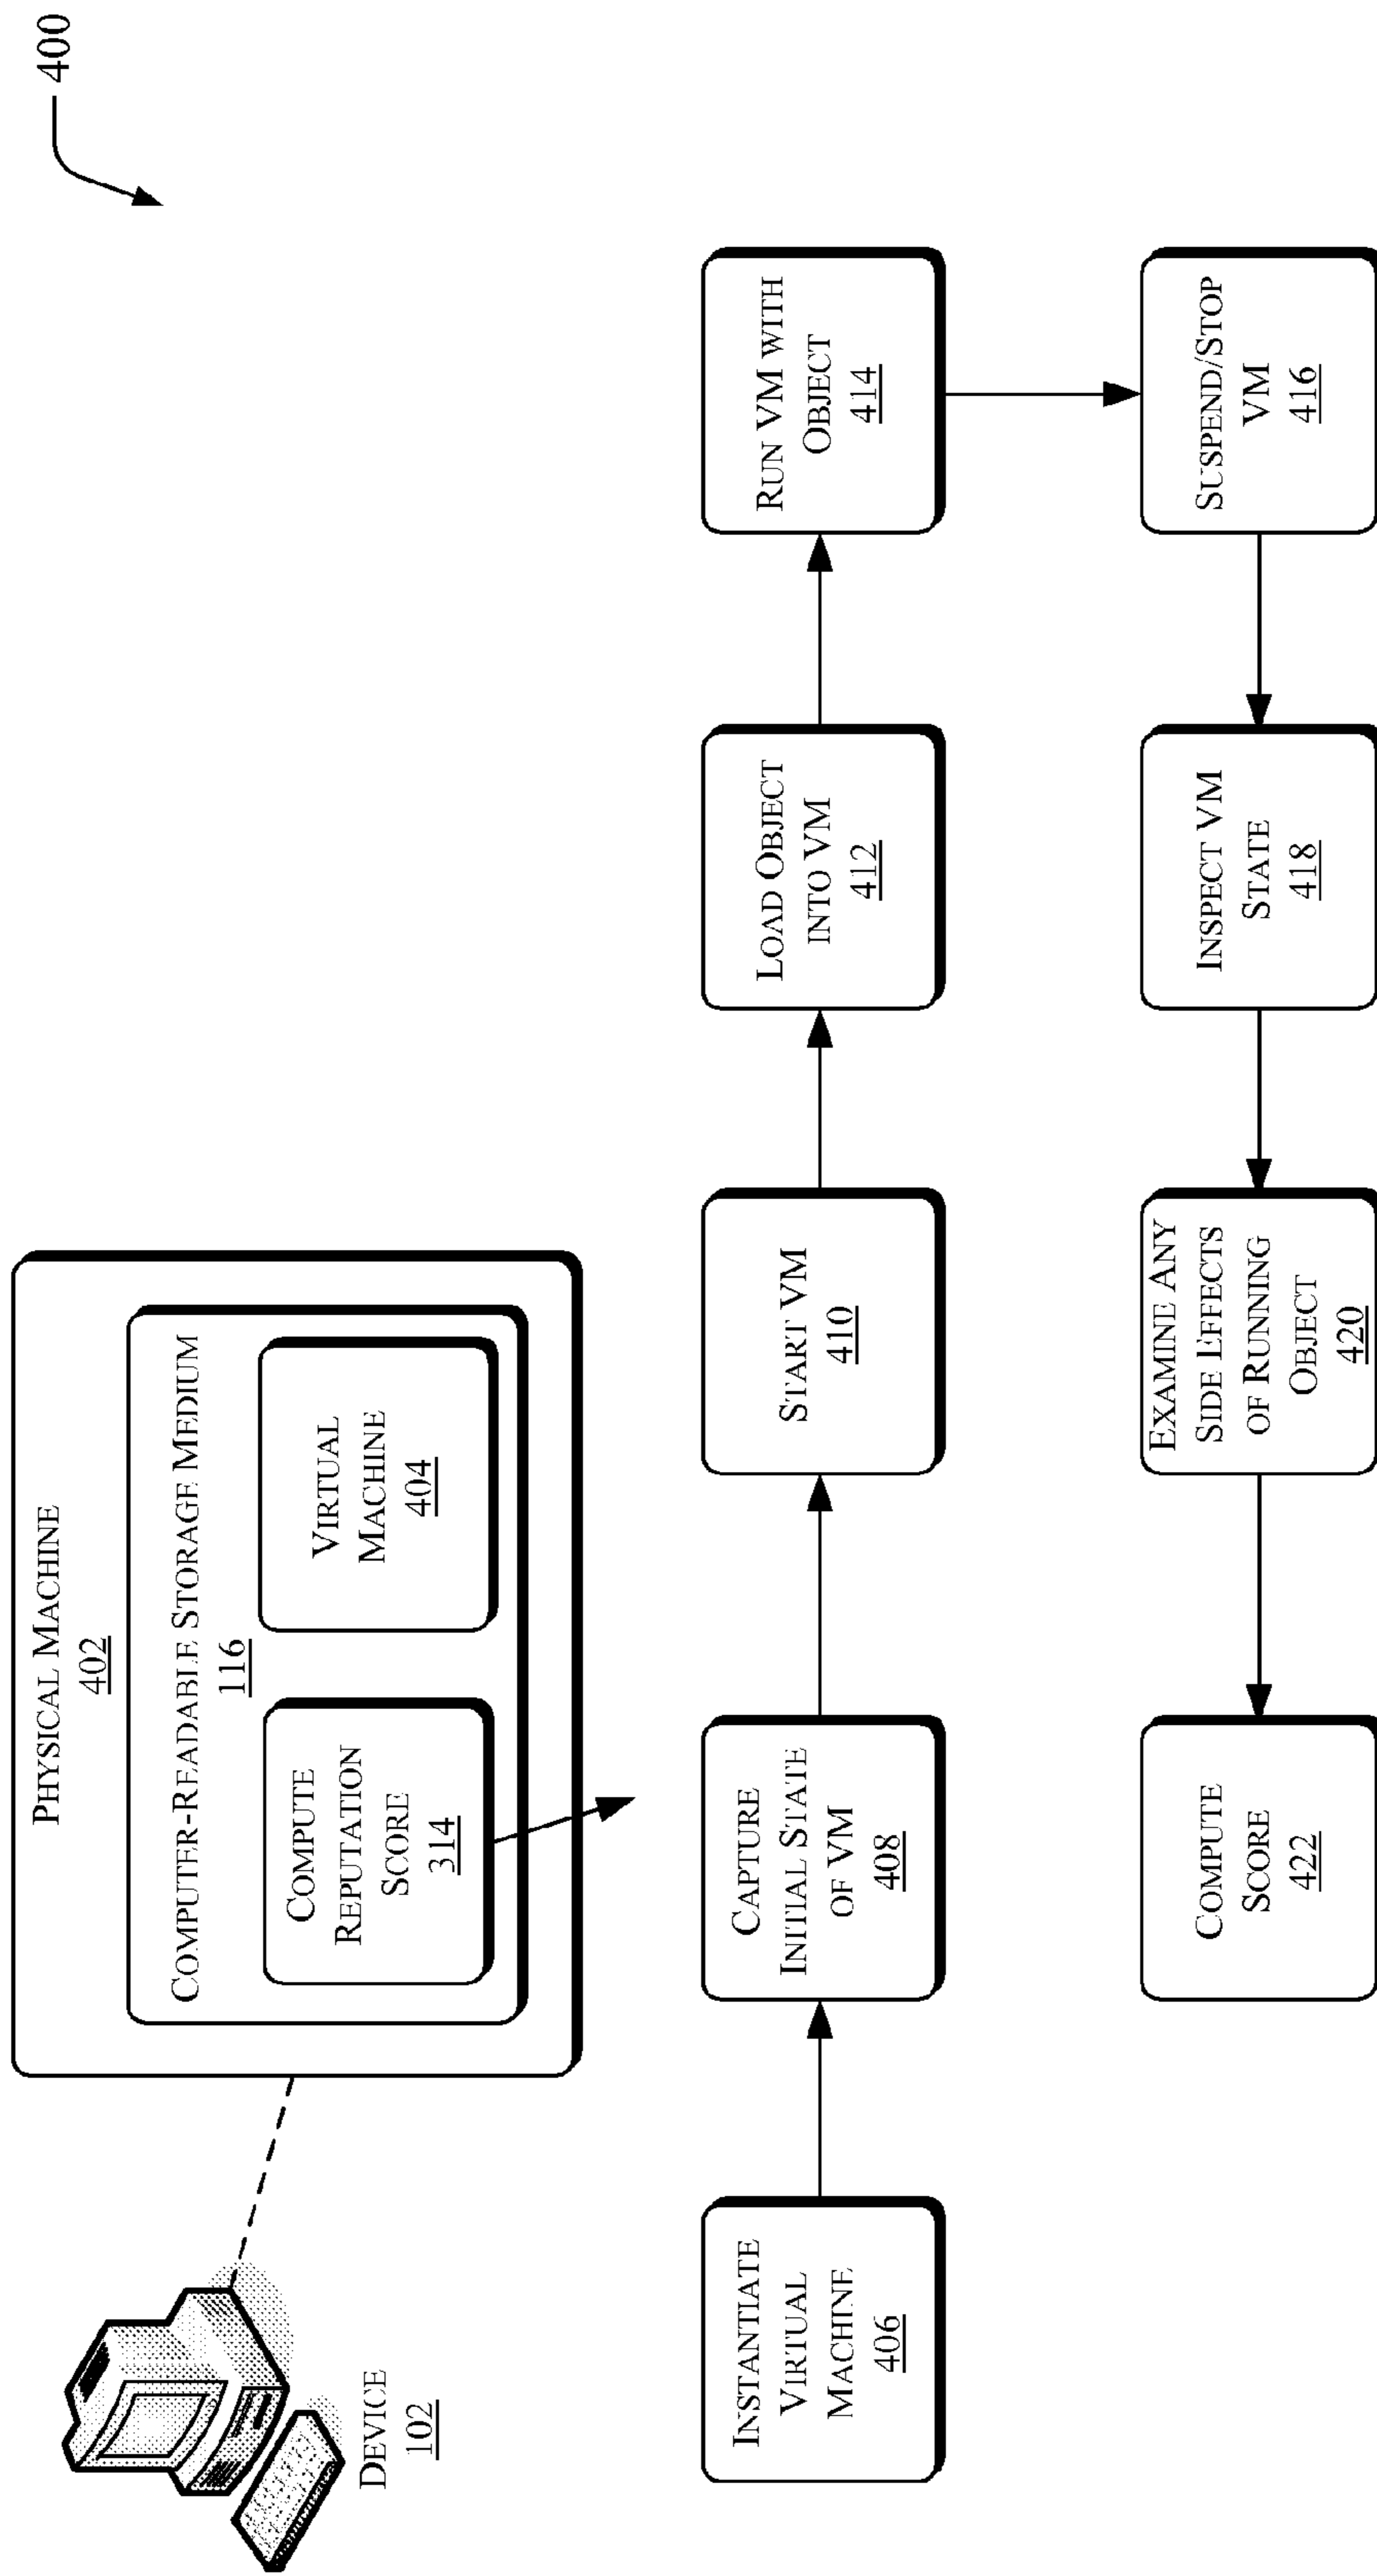 400
PHYSICAL MACHINE
402
COMPUTER-READABLE STORAGE MEDIUM
116
COMPUTE
REPUTATION
SCORE
314
VIRTUAL
MACHINE
404
DEVICE
102
INSTANTIATE
VIRTUAL
MACHINE
406
CAPTURE
INITIAL STATE
OF VM
408
START VM
410
LOAD OBJECT
INTO VM
412
RUN VM WITH
OBJECT
414
SUSPEND/STOP
VM
416
INSPECT VM
STATE
418
EXAMINE ANY
SIDE EFFECTS
OF RUNNING
OBJECT
420
COMPUTE
SCORE
422